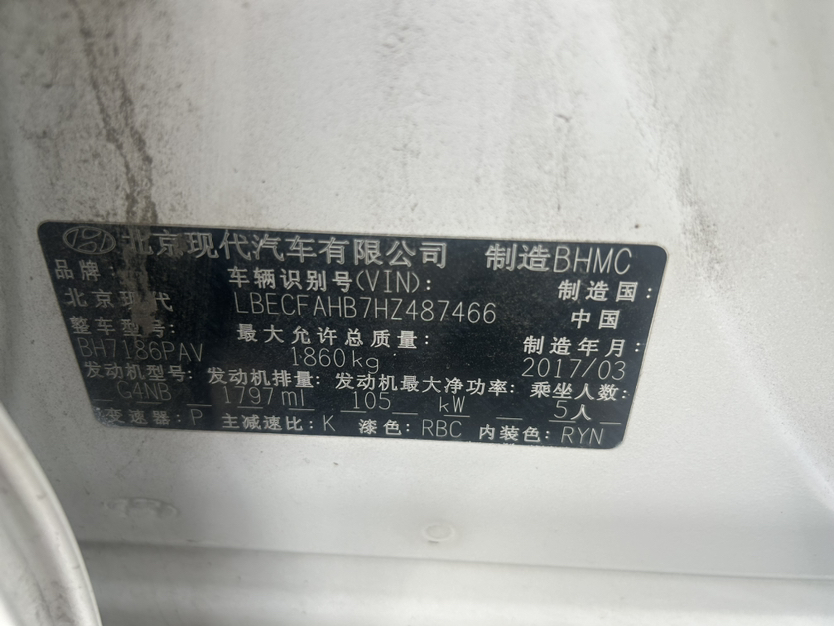 北京现代汽车有限公司 制造BHMC
品牌: 车辆识别号(VIN): 制造国:
北京现代 LBECFAHB7HZ487466 中国
整车型号: 最大允许总质量: 制造年月:
BH7186PAV 1860kg 2017/03
发动机型号: 发动机排量: 发动机最大净功率: 乘坐人数:
G4NB 1797ml 105 kW 5人
变速器: P 主减速比: K 漆色: RBC 内装色: RYN